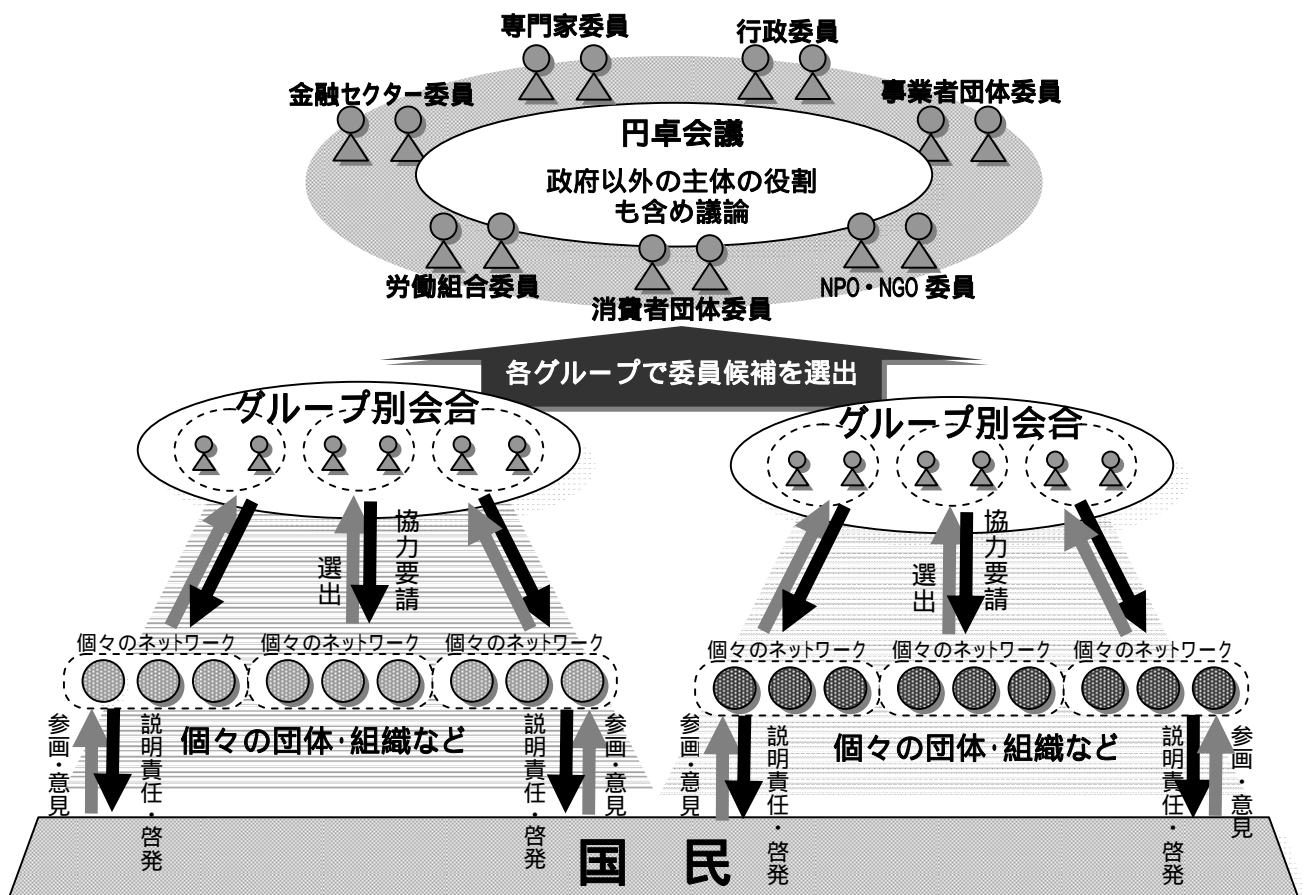 専門家委員
行政委員
金融セクター委員
事業者団体委員
円卓会議
政府以外の主体の役割
も含め議論
労働組合委員
消費者団体委員
NPO・NGO 委員
各グループで委員候補を選出
グループ別会合
グループ別会合
選出
協力要請
選出
協力要請
個々のネットワーク
個々のネットワーク
個々のネットワーク
個々のネットワーク
個々のネットワーク
個々のネットワーク
参画・意見
説明責任・啓発
個々の団体・組織など
説明責任・啓発
参画・意見
参画・意見
説明責任・啓発
個々の団体・組織など
説明責任・啓発
参画・意見
国 民